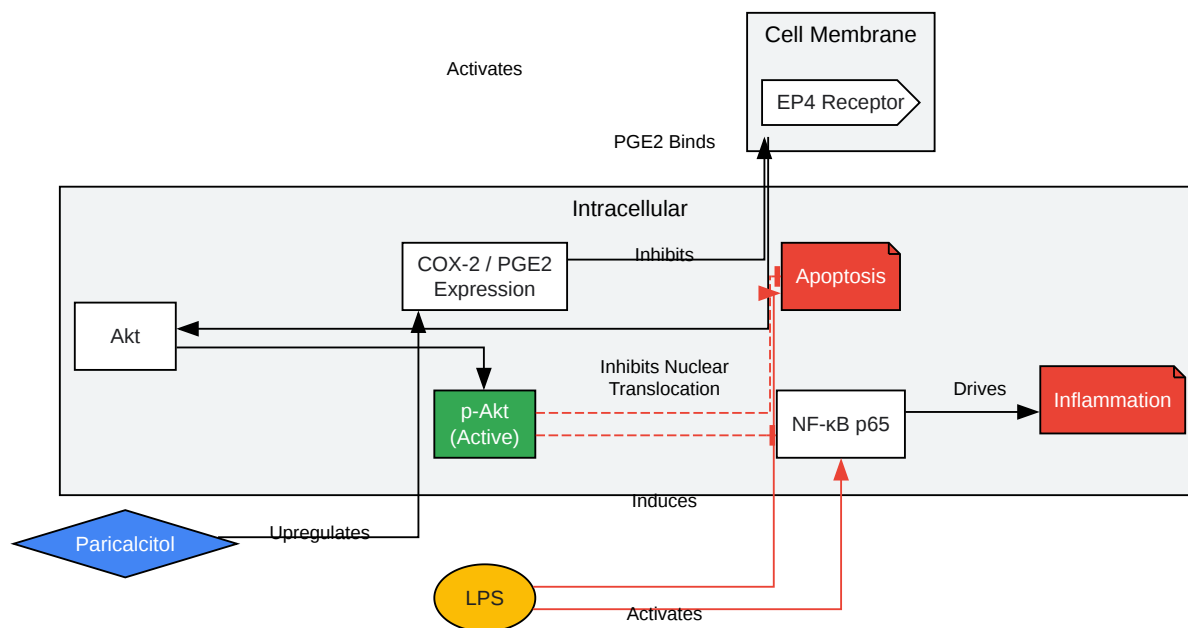 Cell Membrane
Activates
EP4 Receptor
PGE2 Binds
Intracellular
Inhibits
COX-2 / PGE2
Expression
Apoptosis
Akt
Inhibits Nuclear
Translocation
p-Akt
(Active)
NF-κB p65
Drives
Inflammation
Induces
Upregulates
Paricalcitol
LPS
Activates